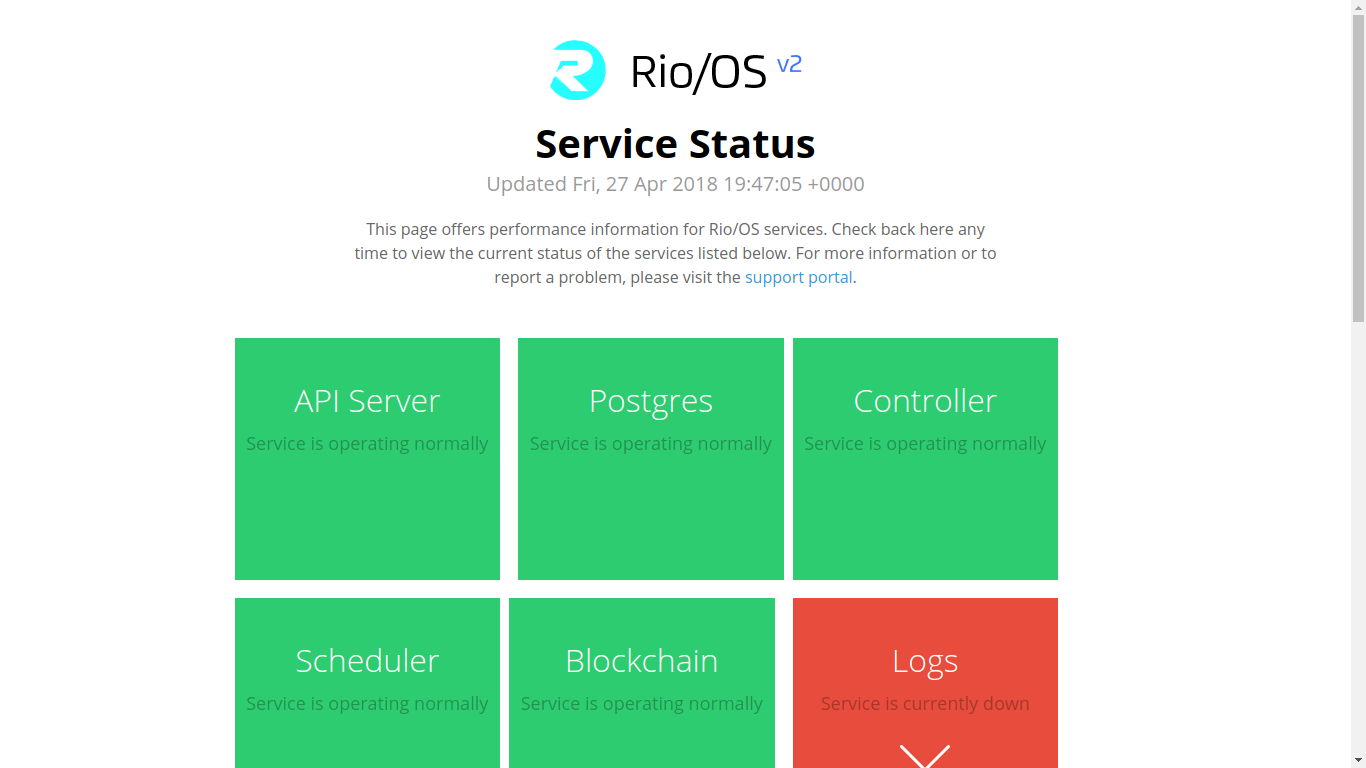 Rio/OS v2
Service Status
Updated Fri, 27 Apr 2018 19:47:05 +0000
This page offers performance information for Rio/OS services. Check back here any
time to view the current status of the services listed below. For more information or to
report a problem, please visit the support portal.
API Server
Service is operating normally
Postgres
Service is operating normally
Controller
Service is operating normally
Scheduler
Service is operating normally
Blockchain
Service is operating normally
Logs
Service is currently down